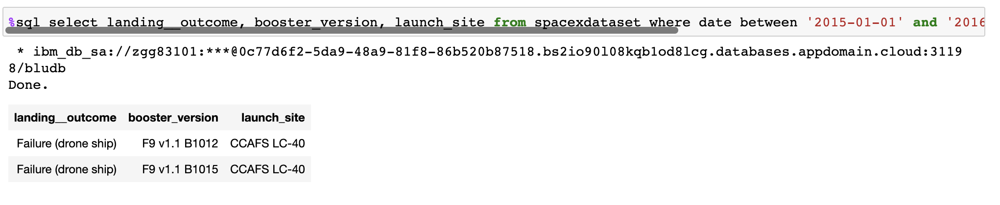 %sql select landing__outcome, booster_version, launch_site from spacexdataset where date between '2015-01-01' and '2016
* ibm_db_sa://zgg83101:***@0c77d6f2-5da9-48a9-81f8-86b520b87518.bs2io90l08kqb1od8lcg.databases.appdomain.cloud:3119
8/bludb
Done.
landing__outcome booster_version launch_site
Failure (drone ship) F9 v1.1 B1012 CCAFS LC-40
Failure (drone ship) F9 v1.1 B1015 CCAFS LC-40